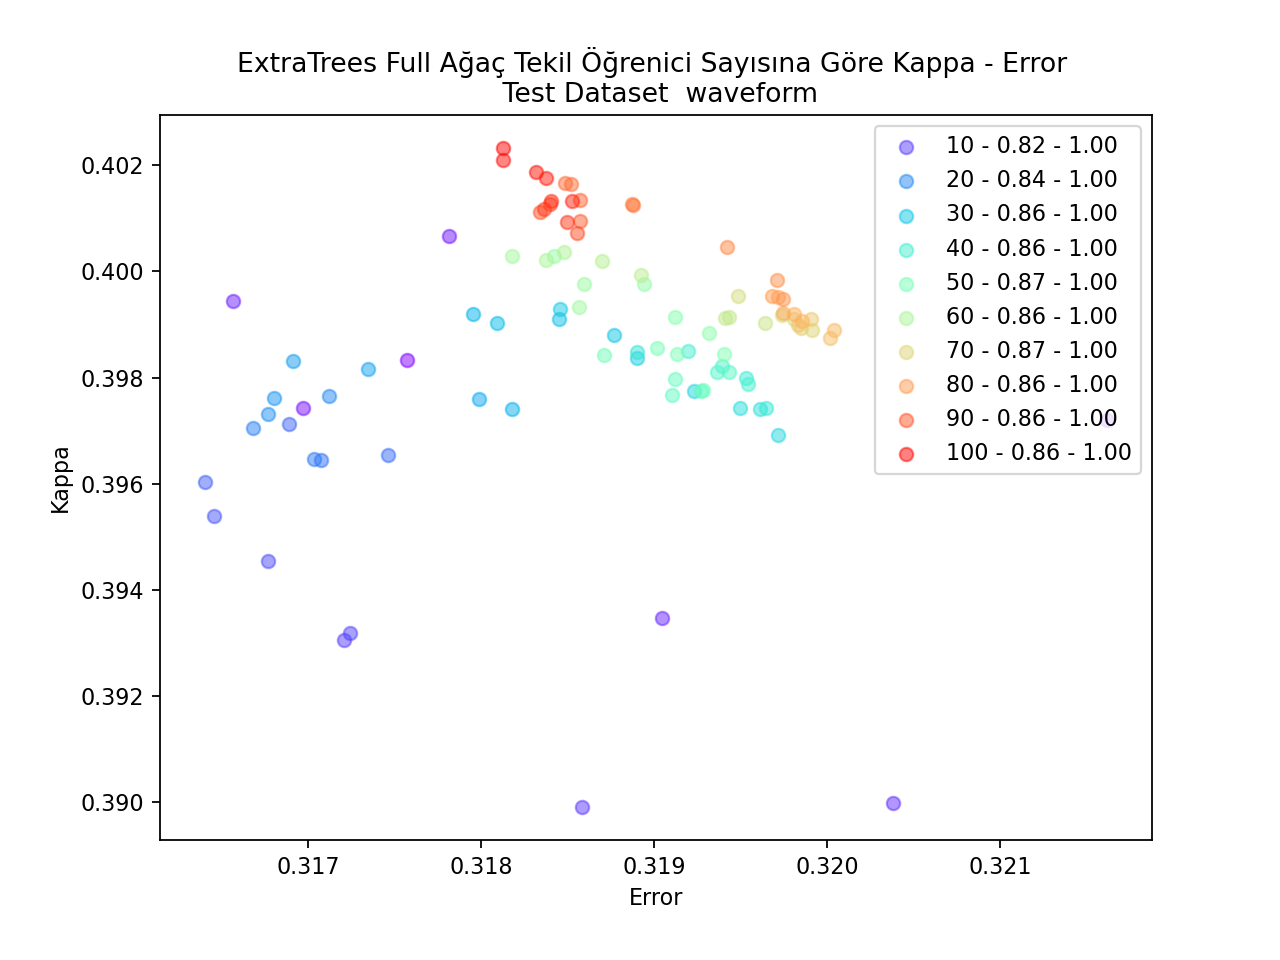 ExtraTrees Full Ağaç Tekil Öğrenici Sayısına Göre Kappa - Error
Test Dataset  waveform
10 - 0.82 - 1.00
20 - 0.84 - 1.00
30 - 0.86 - 1.00
40 - 0.86 - 1.00
50 - 0.87 - 1.00
60 - 0.86 - 1.00
70 - 0.87 - 1.00
80 - 0.86 - 1.00
90 - 0.86 - 1.00
100 - 0.86 - 1.00
Kappa
0.402
0.400
0.398
0.396
0.394
0.392
0.390
0.317
0.318
0.319
0.320
0.321
Error